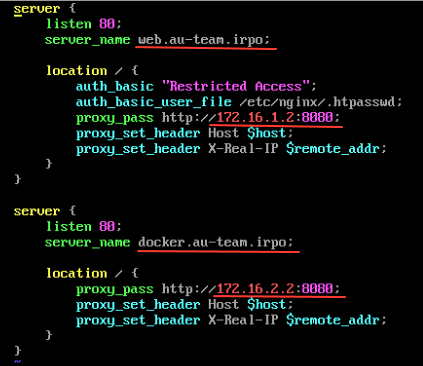 server {
    listen 80;
    server_name web.au-team.irpo;

    location / {
        auth_basic "Restricted Access";
        auth_basic_user_file /etc/nginx/.htpasswd;
        proxy_pass http://172.16.1.2:8080;
        proxy_set_header Host $host;
        proxy_set_header X-Real-IP $remote_addr;
    }
}

server {
    listen 80;
    server_name docker.au-team.irpo;

    location / {
        proxy_pass http://172.16.2.2:8080;
        proxy_set_header Host $host;
        proxy_set_header X-Real-IP $remote_addr;
    }
}
~